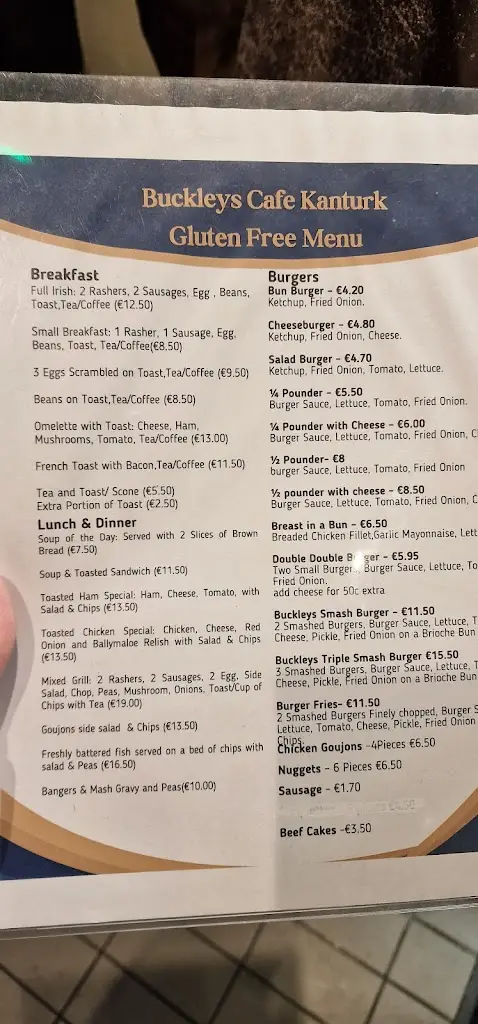 Buckleys Cafe Kanturk
Gluten Free Menu
Breakfast
Full Irish: 2 Rashers, 2 Sausages, Egg , Beans,
Toast,Tea/Coffee (€12.50)
Small Breakfast: 1 Rasher, 1 Sausage, Egg,
Beans, Toast, Tea/Coffee(€8.50)
3 Eggs Scrambled on Toast,Tea/Coffee (€9.50)
Beans on Toast,Tea/Coffee (€8.50)
Omelette with Toast: Cheese, Ham,
Mushrooms, Tomato, Tea/Coffee (€13.00)
French Toast with Bacon,Tea/Coffee (€11.50)
Tea and Toast/ Scone (€5.50)
Extra Portion of Toast (€2.50)
Lunch & Dinner
Soup of the Day: Served with 2 Slices of Brown
Bread (€7.50)
Soup & Toasted Sandwich (€11.50)
Toasted Ham Special: Ham, Cheese, Tomato, with
Salad & Chips (€13.50)
Toasted Chicken Special: Chicken, Cheese, Red
Onion and Ballymaloe Relish with Salad & Chips
(€13.50)
Mixed Grill: 2 Rashers, 2 Sausages, 2 Egg, Side
Salad, Chop, Peas, Mushroom, Onions, Toast/Cup of
Chips with Tea (€19.00)
Goujons side salad & Chips (€13.50)
Freshly battered fish served on a bed of chips with
salad & Peas (€16.50)
Bangers & Mash Gravy and Peas(€10.00)
Burgers
Bun Burger - €4.20
Ketchup, Fried Onion.
Cheeseburger - €4.80
Ketchup, Fried Onion, Cheese.
Salad Burger - €4.70
Ketchup, Fried Onion, Tomato, Lettuce.
¼ Pounder - €5.50
Burger Sauce, Lettuce, Tomato, Fried Onion.
¼ Pounder with Cheese - €6.00
Burger Sauce, Lettuce, Tomato, Fried Onion, C
½ Pounder- €8
burger Sauce, Lettuce, Tomato, Fried Onion
½ pounder with cheese - €8.50
Burger Sauce, Lettuce, Tomato, Fried Onion, C
Breast in a Bun - €6.50
Breaded Chicken Fillet,Garlic Mayonnaise, Lett
Double Double Burger - €5.95
Two Small Burger Burger Sauce, Lettuce, To
Fried Onion.
add cheese for 50c extra
Buckleys Smash Burger - €11.50
2 Smashed Burgers, Burger Sauce, Lettuce, T
Cheese, Pickle, Fried Onion on a Brioche Bun
Buckleys Triple Smash Burger €15.50
3 Smashed Burgers, Burger Sauce, Lettuce, T
Cheese, Pickle, Fried Onion on a Brioche Bun
Burger Fries- €11.50
2 Smashed Burgers Finely chopped, Burger S
Lettuce, Tomato, Cheese, Pickle, Fried Onion
Chips.
Chicken Goujons -4Pieces €6.50
Nuggets - 6 Pieces €6.50
Sausage - €1.70
Beef Cakes -€3.50